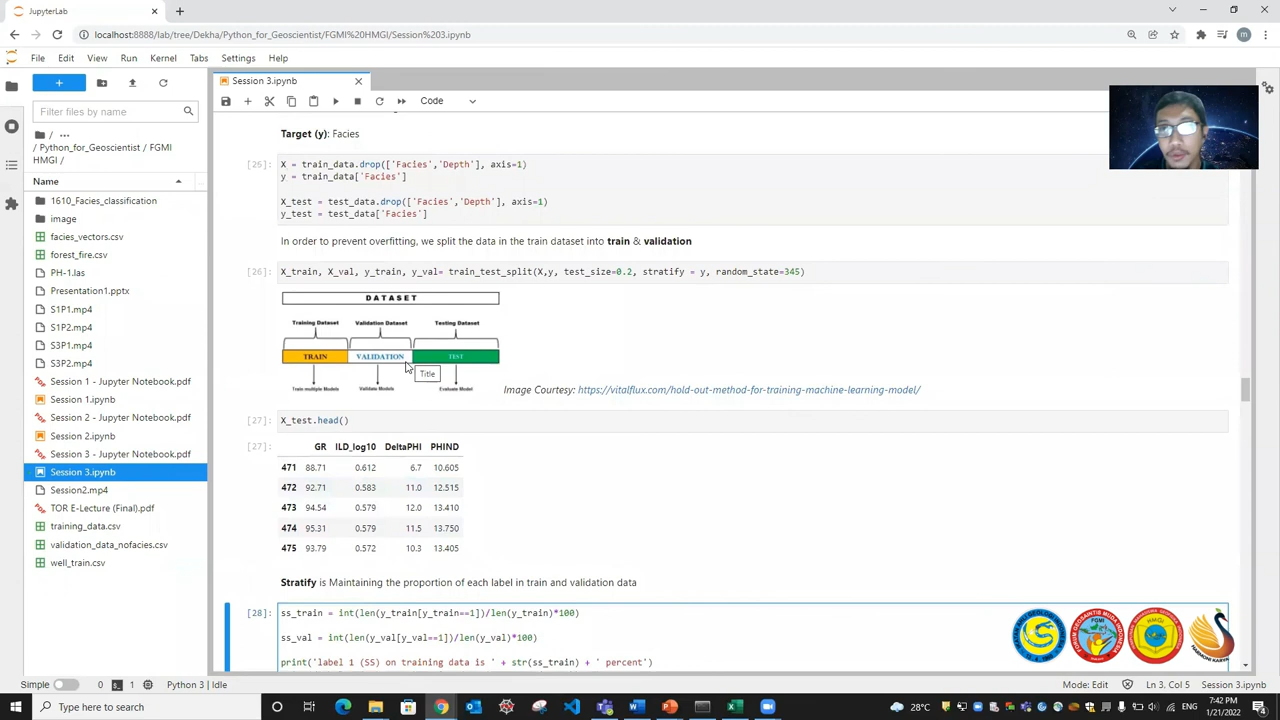 JupyterLab
localhost:8888/lab/tree/Dekha/Python_for_Geoscientist/FGMI%20HMGI/Session%203.ipynb
File Edit View Run Kernel Tabs Settings Help
Session 3.ipynb
Code
Filter files by name
/ ... / Python_for_Geoscientist / FGMI
HMGI /
Name
1610_Facies_classification
image
facies_vectors.csv
forest_fire.csv
PH-1.las
Presentation1.pptx
S1P1.mp4
S1P2.mp4
S3P1.mp4
S3P2.mp4
Session 1 - Jupyter Notebook.pdf
Session 1.ipynb
Session 2 - Jupyter Notebook.pdf
Session 2.ipynb
Session 3 - Jupyter Notebook.pdf
Session 3.ipynb
Session2.mp4
TOR E-Lecture (Final).pdf
training_data.csv
validation_data_nofacies.csv
well_train.csv
Target (y): Facies
[26]: X = train_data.drop(['Facies','Depth'], axis=1)
y = train_data['Facies']
X_test = test_data.drop(['Facies','Depth'], axis=1)
y_test = test_data['Facies']
In order to prevent overfitting, we split the data in the train dataset into train & validation
[26]: X_train, X_val, y_train, y_val= train_test_split(X,y, test_size=0.2, stratify = y, random_state=345)
DATASET
Training Dataset Validation Dataset Testing Dataset
TRAIN VALIDATION TEST
Title
Train multiple Models Validate Models Evaluate Model
Image Courtesy: https://vitalflux.com/hold-out-method-for-training-machine-learning-model/
[27]: X_test.head()
[27]: GR ILD_log10 DeltaPHI PHIND
471 88.71 0.612 6.7 10.605
472 92.71 0.583 11.0 12.515
473 94.54 0.579 12.0 13.410
474 95.31 0.579 11.5 13.750
475 93.79 0.572 10.3 13.405
Stratify is Maintaining the proportion of each label in train and validation data
[28]: ss_train = int(len(y_train[y_train==1])/len(y_train)*100)
ss_val = int(len(y_val[y_val==1])/len(y_val)*100)
print('label 1 (SS) on training data is ' + str(ss_train) + ' percent')
FGMI HMGI
Simple 0 1 Python 3 | Idle Mode: Edit Ln 3, Col 5 Session 3.ipynb
Type here to search
28°C
7:42 PM
1/21/2022